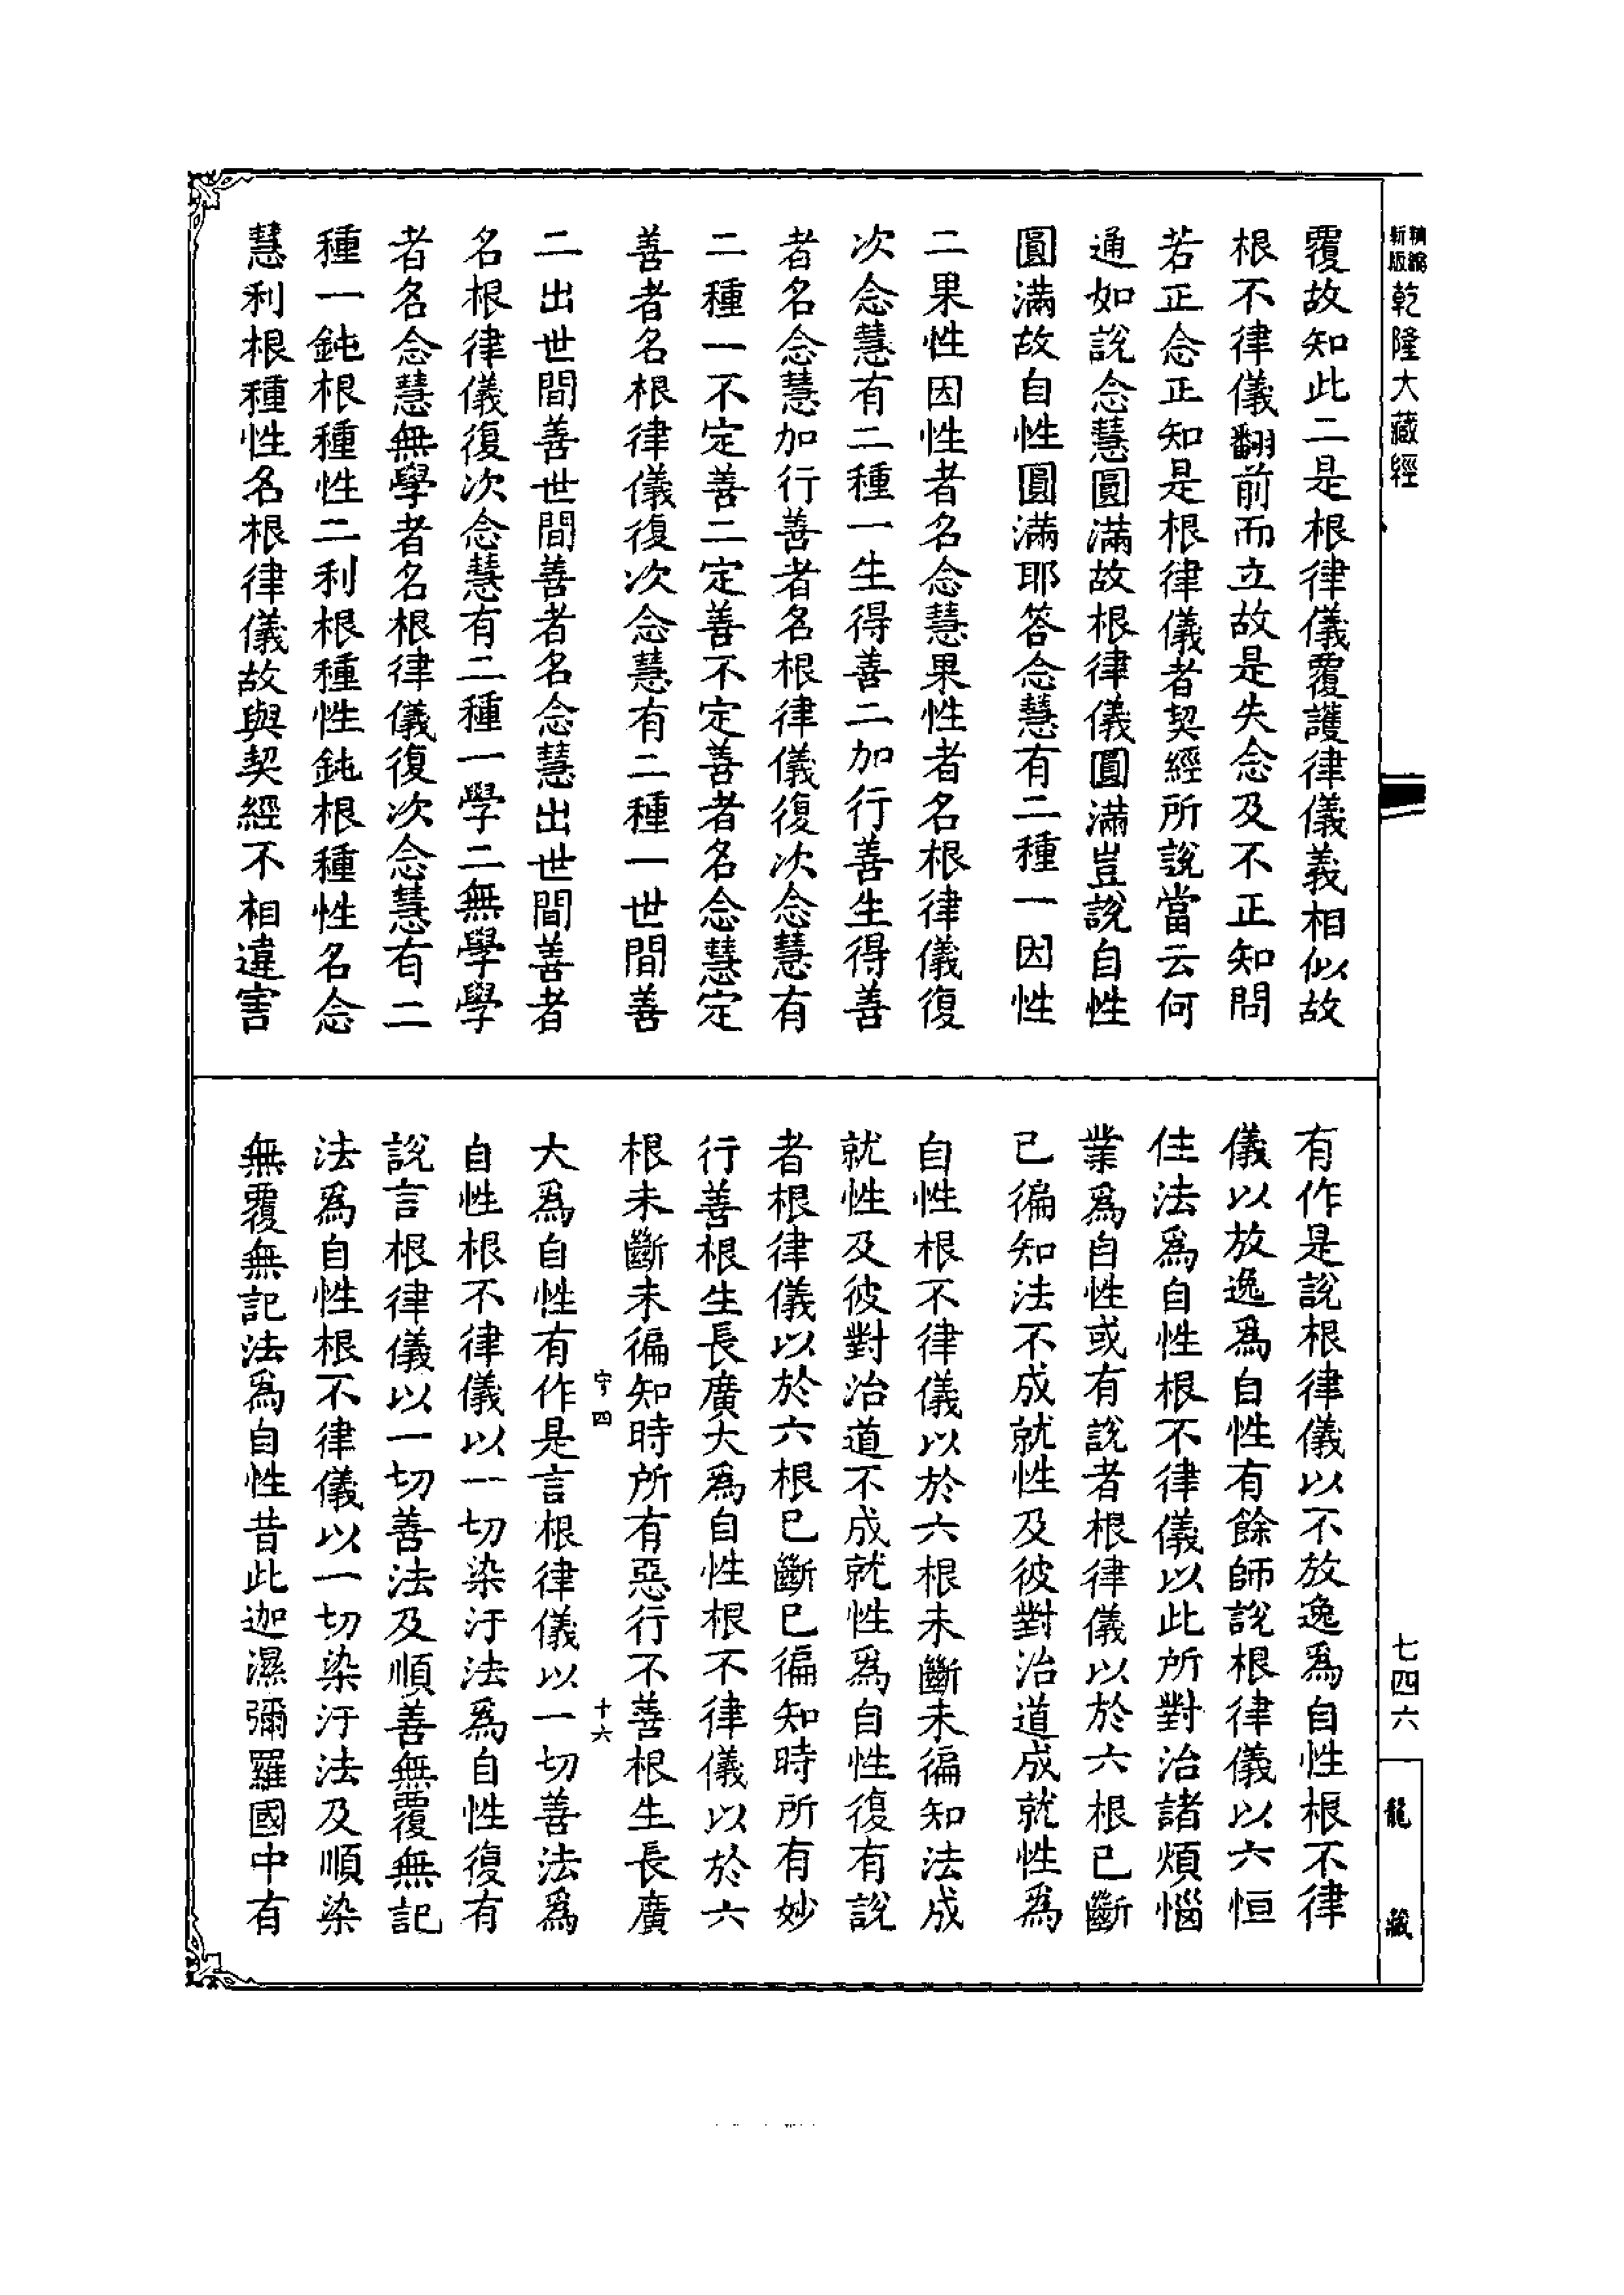 精編新版乾隆大藏經
覆故知此二是根律儀覆護律儀義相似故
根不律儀翻前而立故是失念及不正知問
若正念正知是根律儀者契經所說當云何
通如說念慧圓滿故根律儀圓滿豈說自性
圓滿故自性圓滿耶答念慧有二種一因性
二果性因性者名念慧果性者名根律儀復
次念慧有二種一生得善二加行善生得善
者名念慧加行善者名根律儀復次念慧有
二種一不定善二定善不定善者名念慧定
善者名根律儀復次念慧有二種一世間善
二出世間善世間善者名念慧出世間善者
名根律儀復次念慧有二種一學二無學學
者名念慧無學者名根律儀復次念慧有二
種一鈍根種性二利根種性鈍根種性名念
慧利根種性名根律儀故與契經不相違害
有作是說根律儀以不放逸爲自性根不律
儀以放逸爲自性有餘師說根律儀以六恒
住法爲自性根不律儀以此所對治諸煩惱
業爲自性或有說者根律儀以於六根已斷
已徧知法不成就性及彼對治道成就性爲
自性根不律儀以於六根未斷未徧知法成
就性及彼對治道不成就性爲自性復有說
者根律儀以於六根已斷已徧知時所有妙
行善根生長廣大爲自性根不律儀以於六
根未斷未徧知時所有惡行不善根生長廣
守四
十六
大爲自性有作是言根律儀以一切善法爲
自性根不律儀以一切染汙法爲自性復有
說言根律儀以一切善法及順善無覆無記
法爲自性根不律儀以一切染汙法及順染
無覆無記法爲自性昔此迦濕彌羅國中有
七四六
龍藏